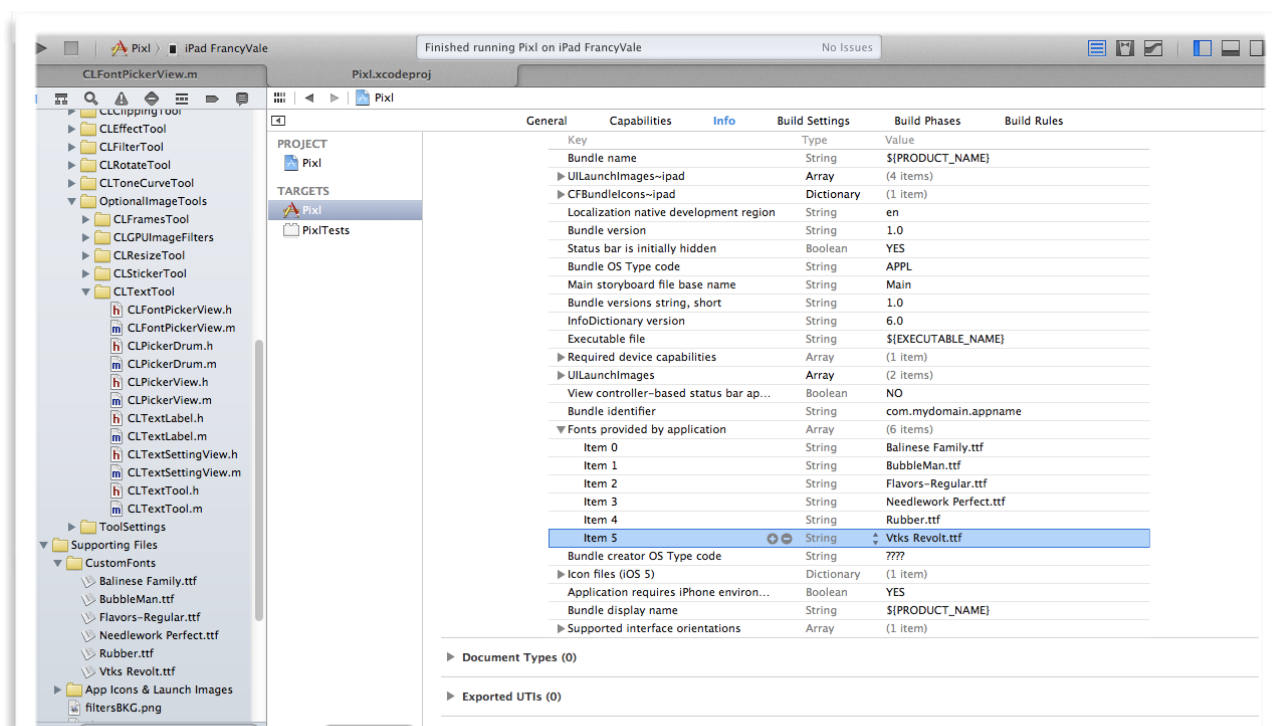 Pixl
iPad FrancyVale
Finished running Pixl on iPad FrancyVale
No Issues
CLFontPickerView.m
Pixl.xcodeproj
Pixl
CLClippingTool
CLEffectTool
CLFilterTool
CLRotateTool
CLToneCurveTool
OptionalImageTools
CLFramesTool
CLGPUImageFilters
CLResizeTool
CLStickerTool
CLTextTool
h CLFontPickerView.h
m CLFontPickerView.m
h CLPickerDrum.h
m CLPickerDrum.m
h CLPickerView.h
m CLPickerView.m
h CLTextLabel.h
m CLTextLabel.m
h CLTextSettingView.h
m CLTextSettingView.m
h CLTextTool.h
m CLTextTool.m
ToolSettings
Supporting Files
CustomFonts
Balinese Family.ttf
BubbleMan.ttf
Flavors-Regular.ttf
Needlework Perfect.ttf
Rubber.ttf
Vtks Revolt.ttf
App Icons & Launch Images
filtersBKG.png
PROJECT
Pixl
TARGETS
Pixl
PixlTests
General Capabilities Info Build Settings Build Phases Build Rules
Key Type Value
Bundle name String ${PRODUCT_NAME}
UILaunchImages~ipad Array (4 items)
CFBundleIcons~ipad Dictionary (1 item)
Localization native development region String en
Bundle version String 1.0
Status bar is initially hidden Boolean YES
Bundle OS Type code String APPL
Main storyboard file base name String Main
Bundle versions string, short String 1.0
InfoDictionary version String 6.0
Executable file String ${EXECUTABLE_NAME}
Required device capabilities Array (1 item)
UILaunchImages Array (2 items)
View controller-based status bar ap... Boolean NO
Bundle identifier String com.mydomain.appname
Fonts provided by application Array (6 items)
Item 0 String Balinese Family.ttf
Item 1 String BubbleMan.ttf
Item 2 String Flavors-Regular.ttf
Item 3 String Needlework Perfect.ttf
Item 4 String Rubber.ttf
Item 5 String Vtks Revolt.ttf
Bundle creator OS Type code String ????
Icon files (iOS 5) Dictionary (1 item)
Application requires iPhone environ... Boolean YES
Bundle display name String ${PRODUCT_NAME}
Supported interface orientations Array (1 item)
Document Types (0)
Exported UTIs (0)